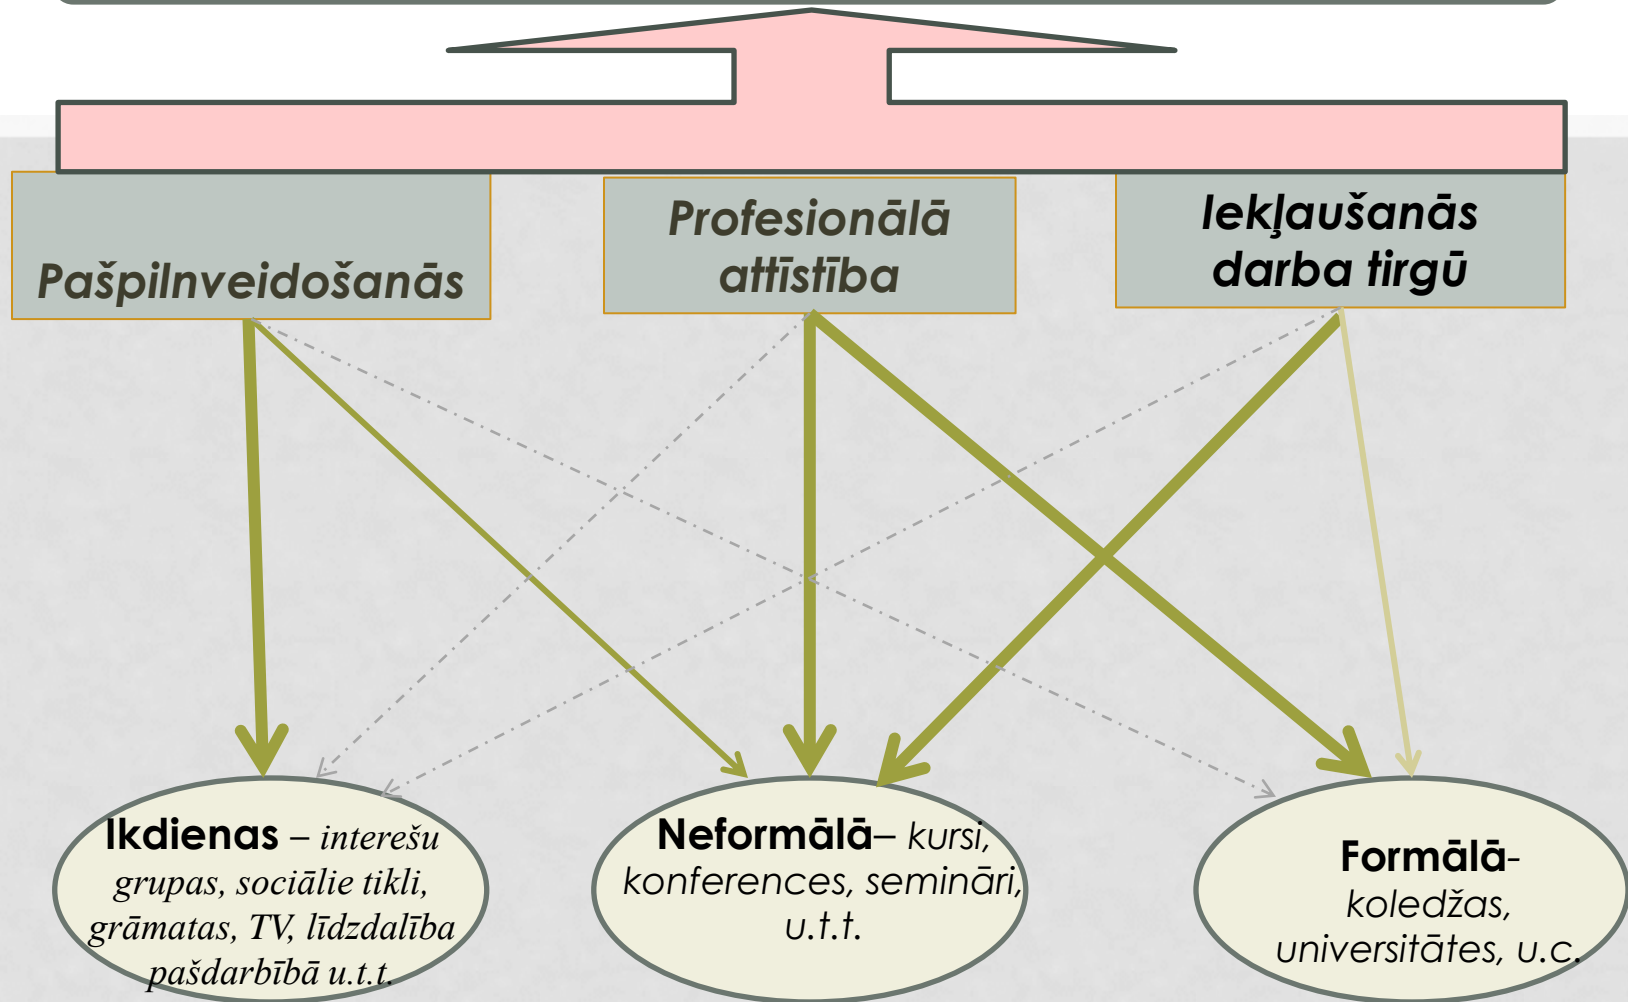 Pašpilnveidošanās
Profesionālā
attīstība
Iekļaušanās
darba tirgū
Ikdienas – interešu
grupas, sociālie tikli,
grāmatas, TV, līdzdalība
pašdarbībā u.t.t.
Neformālā– kursi,
konferences, semināri,
u.t.t.
Formālā-
koledžas,
universitātes, u.c.